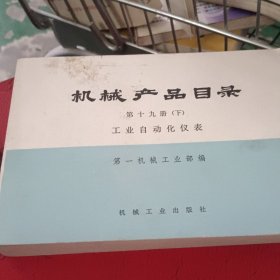 机械产品目录
第十九册(下)
工业自动化仪表
第一机械工业部编
机械工业出版社